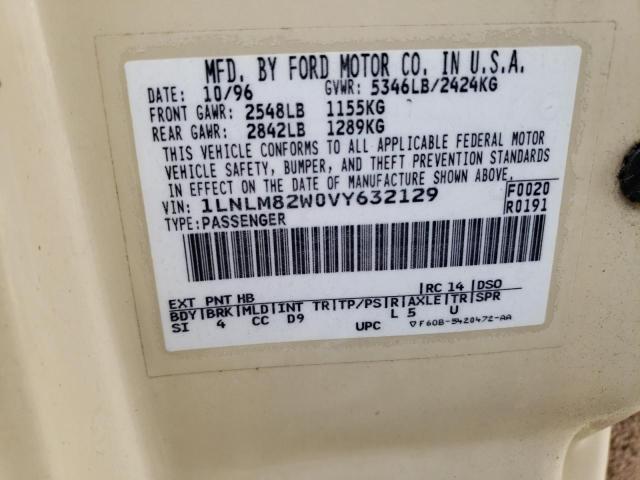 MFD. BY FORD MOTOR CO. IN U.S.A.
DATE: 10/96 GVWR: 5346LB/2424KG
FRONT GAWR: 2548LB 1155KG
REAR GAWR: 2842LB 1289KG
THIS VEHICLE CONFORMS TO ALL APPLICABLE FEDERAL MOTOR
VEHICLE SAFETY, BUMPER, AND THEFT PREVENTION STANDARDS
IN EFFECT ON THE DATE OF MANUFACTURE SHOWN ABOVE.
VIN: 1LNLM82W0VY632129 F0020
TYPE: PASSENGER R0191
EXT PNT HB RC 14 DSO
BDY BRK MLD INT TR TP/PS R AXLE TR SPR
SI 4 CC D9 L 5 U
UPC ▽F60B-5420472-AA